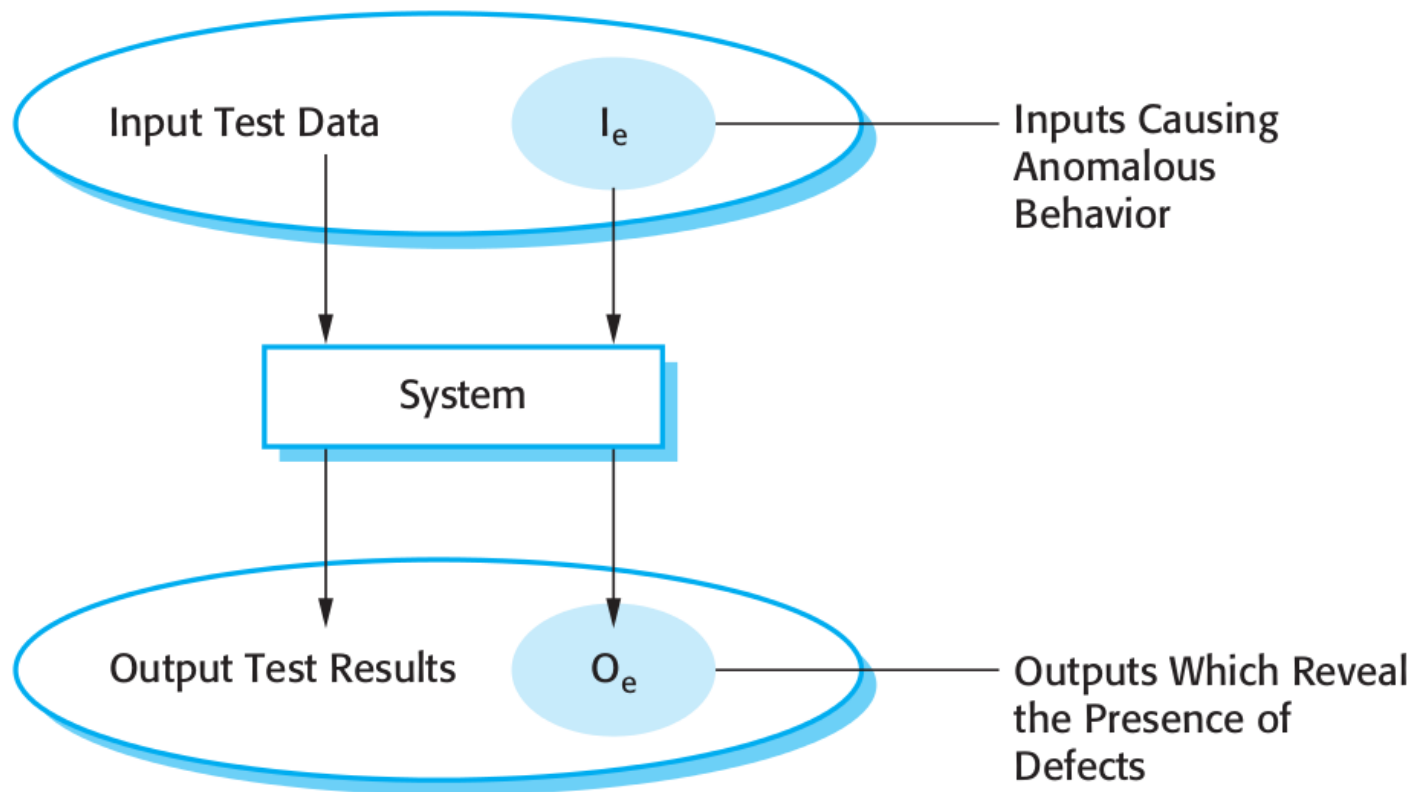 Input Test Data
Iₑ
Inputs Causing
Anomalous
Behavior
System
Output Test Results
Oₑ
Outputs Which Reveal
the Presence of
Defects